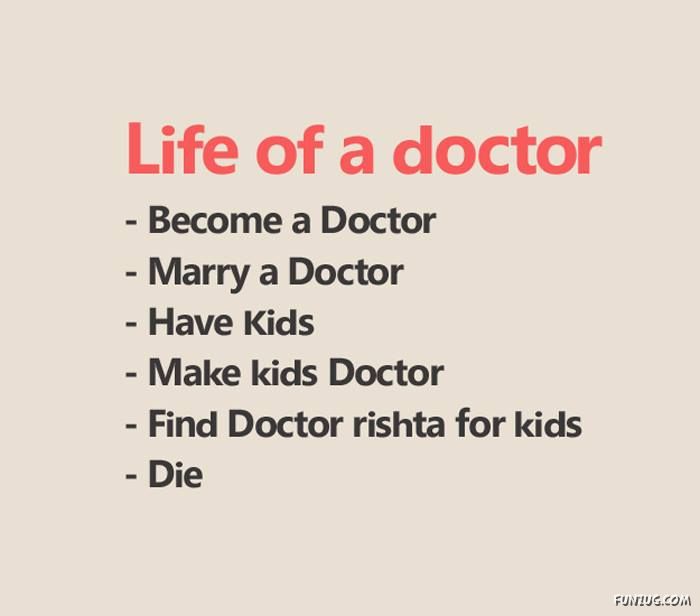 Life of a doctor
- Become a Doctor
- Marry a Doctor
- Have Kids
- Make kids Doctor
- Find Doctor rishta for kids
- Die
FUNZUG.COM